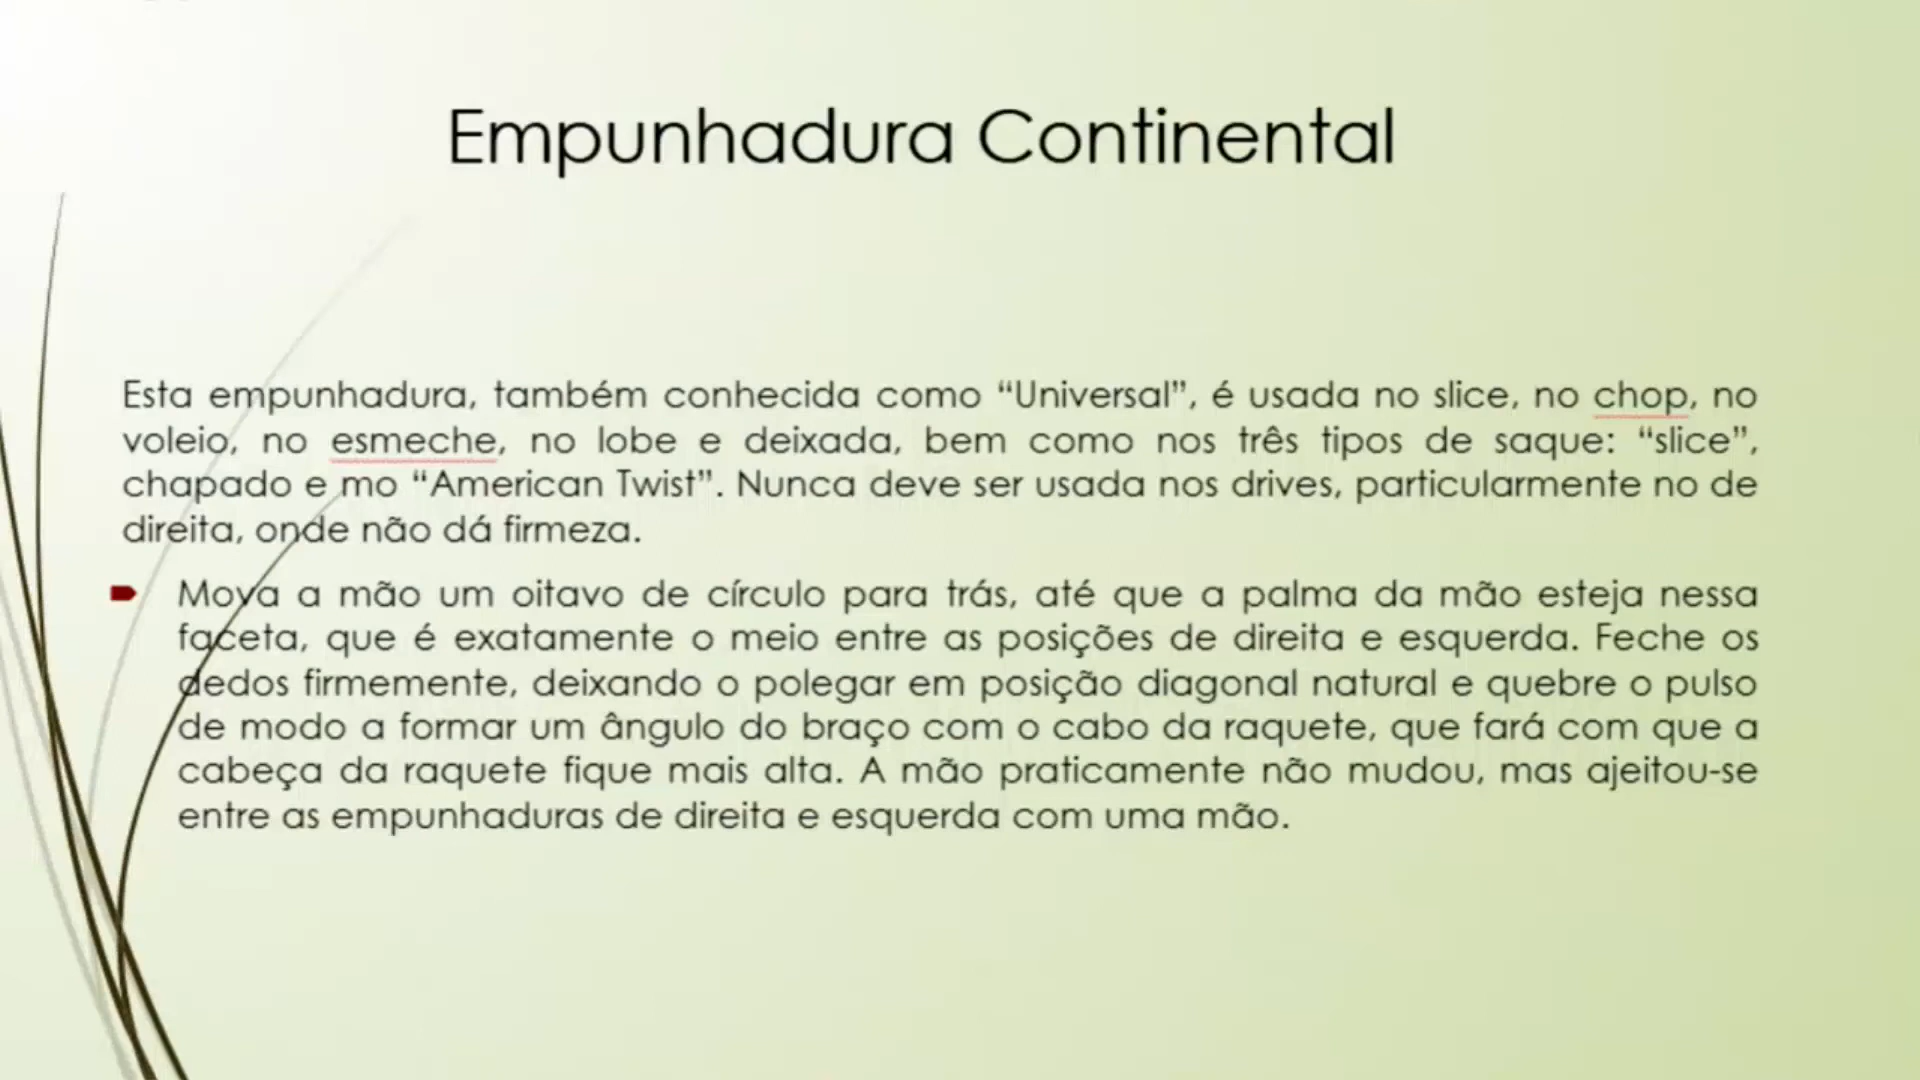 Empunhadura Continental
Esta empunhadura, também conhecida como “Universal”, é usada no slice, no chop, no
voleio, no esmeche, no lobe e deixada, bem como nos três tipos de saque: “slice”,
chapado e mo “American Twist”. Nunca deve ser usada nos drives, particularmente no de
direita, onde não dá firmeza.
Mova a mão um oitavo de círculo para trás, até que a palma da mão esteja nessa
faceta, que é exatamente o meio entre as posições de direita e esquerda. Feche os
dedos firmemente, deixando o polegar em posição diagonal natural e quebre o pulso
de modo a formar um ângulo do braço com o cabo da raquete, que fará com que a
cabeça da raquete fique mais alta. A mão praticamente não mudou, mas ajeitou-se
entre as empunhaduras de direita e esquerda com uma mão.